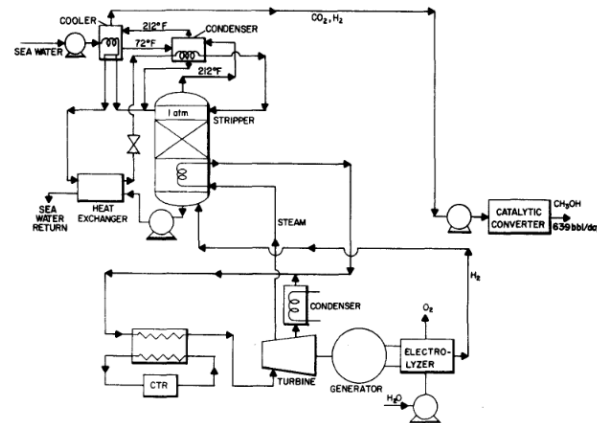 COOLER
212°F
CONDENSER
CO₂, H₂
SEA WATER
72°F
212°F
1 atm
STRIPPER
SEA
WATER
RETURN
HEAT
EXCHANGER
STEAM
CATALYTIC
CONVERTER
CH₃OH
639 bbl/da
H₂
CONDENSER
O₂
CTR
TURBINE
GENERATOR
ELECTRO-
LYZER
H₂O